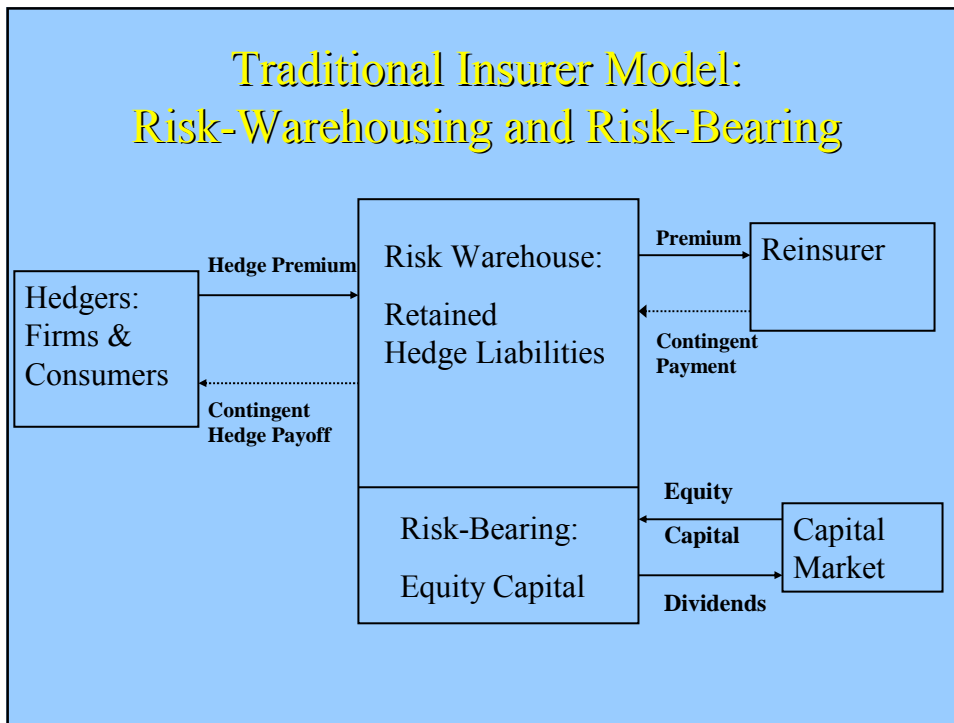 Traditional Insurer Model:
Risk-Warehousing and Risk-Bearing
Hedgers:
Firms &
Consumers
Hedge Premium
Contingent
Hedge Payoff
Risk Warehouse:
Retained
Hedge Liabilities
Premium
Contingent
Payment
Reinsurer
Risk-Bearing:
Equity Capital
Equity
Capital
Dividends
Capital
Market